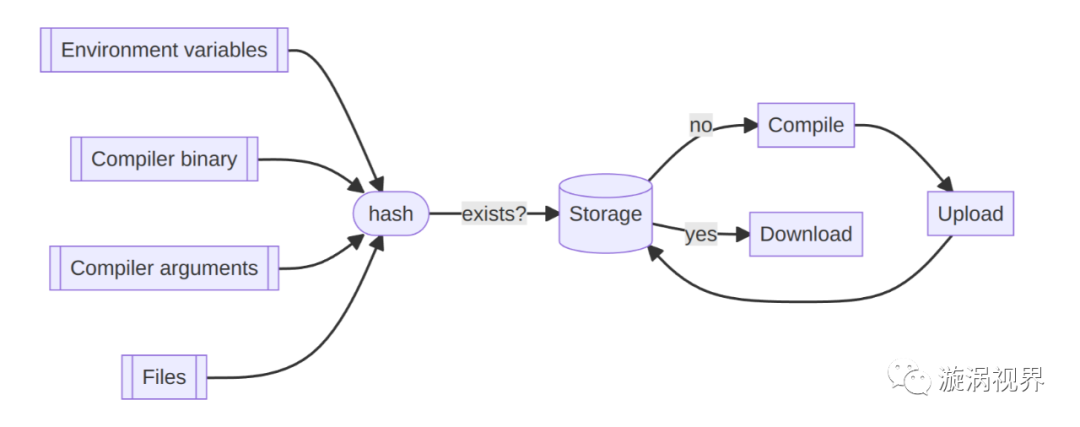 Environment variables
Compiler binary
Compiler arguments
Files
hash
exists?
Storage
no
yes
Compile
Download
Upload
漩涡视界